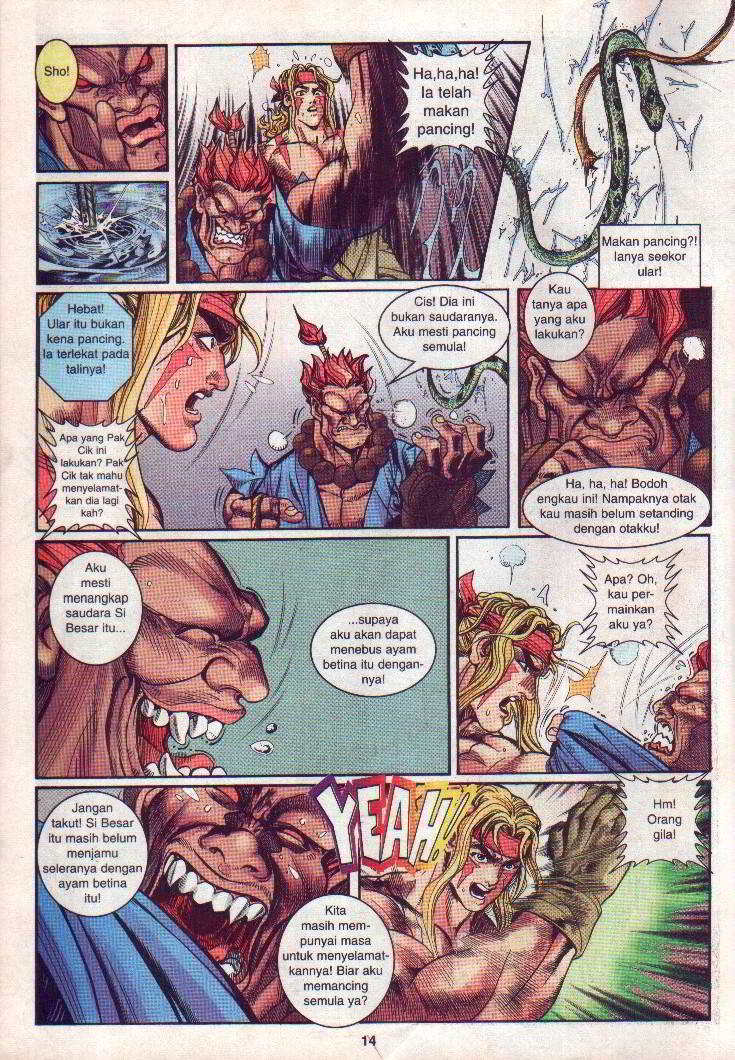 Sho!
Ha,ha,ha!
Ia telah
makan
pancing!
Makan pancing?!
Ianya seekor
ular!
Hebat!
Ular itu bukan
kena pancing.
Ia terlekat pada
talinya!
Apa yang Pak
Cik ini
lakukan? Pak
Cik tak mahu
menyelamat-
kan dia lagi
kah?
Cis! Dia ini
bukan saudaranya.
Aku mesti pancing
semula!
Kau
tanya apa
yang aku
lakukan?
Ha, ha, ha! Bodoh
engkau ini! Nampaknya otak
kau masih belum setanding
dengan otakku!
Aku
mesti
menangkap
saudara Si
Besar itu...
...supaya
aku akan dapat
menebus ayam
betina itu dengan-
nya!
Apa? Oh,
kau per-
mainkan
aku ya?
Jangan
takut! Si Besar
itu masih belum
menjamu
seleranya dengan
ayam betina
itu!
YEAH!
Kita
masih mem-
punyai masa
untuk menyelamat-
kannya! Biar aku
memancing
semula ya?
Hm!
Orang
gila!
14